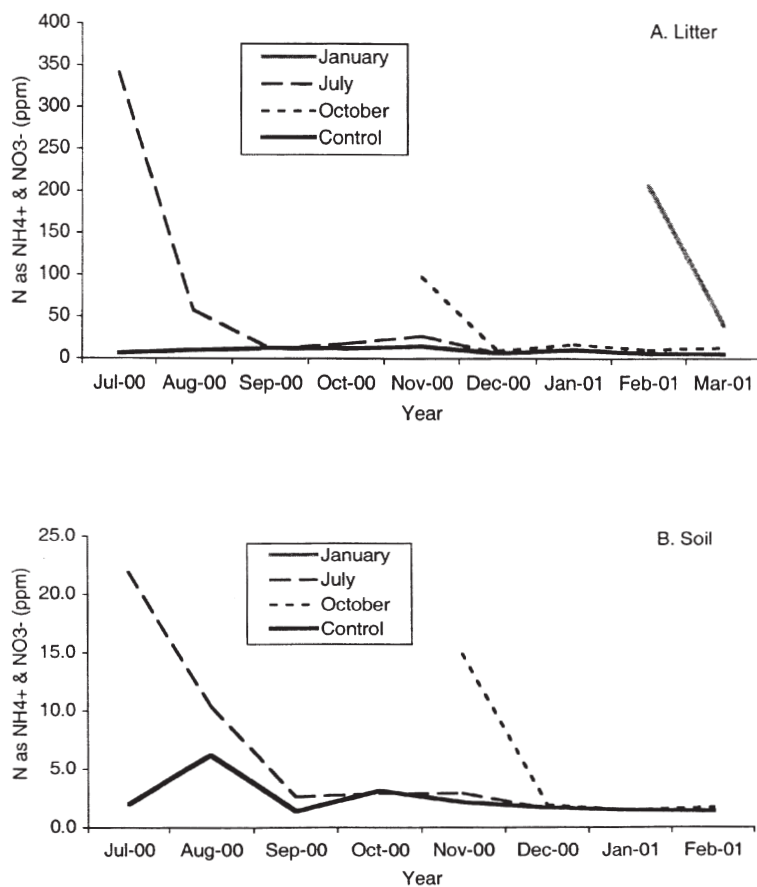 A. Litter
N as NH4+ & NO3- (ppm)
400
350
300
250
200
150
100
50
0
January
July
October
Control
Jul-00 Aug-00 Sep-00 Oct-00 Nov-00 Dec-00 Jan-01 Feb-01 Mar-01
Year
B. Soil
N as NH4+ & NO3- (ppm)
25.0
20.0
15.0
10.0
5.0
0.0
January
July
October
Control
Jul-00 Aug-00 Sep-00 Oct-00 Nov-00 Dec-00 Jan-01 Feb-01
Year